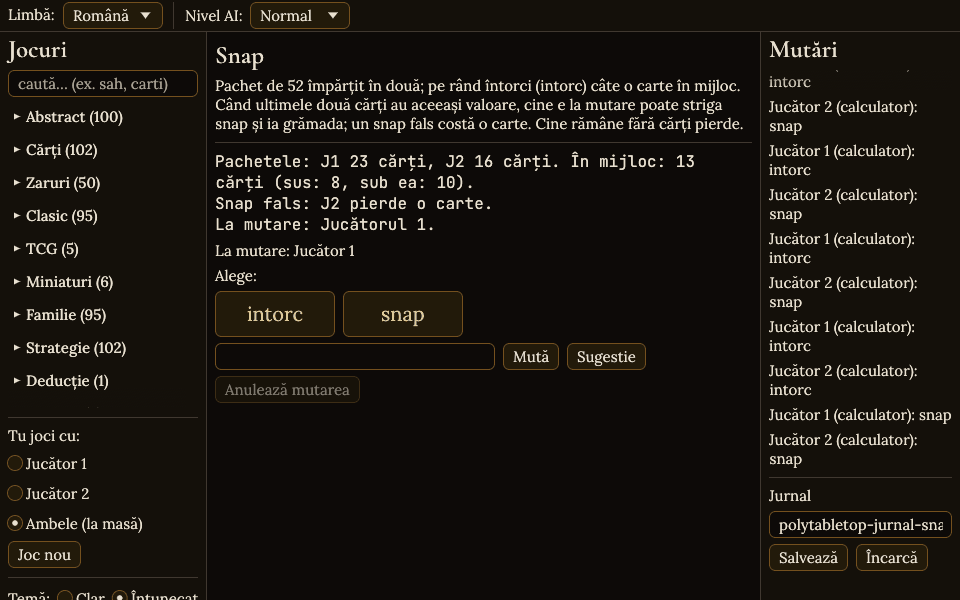 Limbă: Română ▼ Nivel AI: Normal ▼
Jocuri
caută... (ex. sah, carti)
▸ Abstract (100)
▸ Cărți (102)
▸ Zaruri (50)
▸ Clasic (95)
▸ TCG (5)
▸ Miniaturi (6)
▸ Familie (95)
▸ Strategie (102)
▸ Deducție (1)
Tu joci cu:
Jucător 1
Jucător 2
Ambele (la masă)
Joc nou
Temă: Clar Întunecat
Snap
Pachet de 52 împărțit în două; pe rând întorci (intorc) câte o carte în mijloc.
Când ultimele două cărți au aceeași valoare, cine e la mutare poate striga
snap și ia grămada; un snap fals costă o carte. Cine rămâne fără cărți pierde.
Pachetele: J1 23 cărți, J2 16 cărți. În mijloc: 13
cărți (sus: 8, sub ea: 10).
Snap fals: J2 pierde o carte.
La mutare: Jucătorul 1.
La mutare: Jucător 1
Alege:
intorc snap
Mută Sugestie
Anulează mutarea
Mutări
intorc
Jucător 2 (calculator):
snap
Jucător 1 (calculator):
intorc
Jucător 2 (calculator):
snap
Jucător 1 (calculator):
intorc
Jucător 2 (calculator):
snap
Jucător 1 (calculator):
intorc
Jucător 2 (calculator):
intorc
Jucător 1 (calculator): snap
Jucător 2 (calculator):
snap
Jurnal
polytabletop-jurnal-sna
Salvează Încarcă